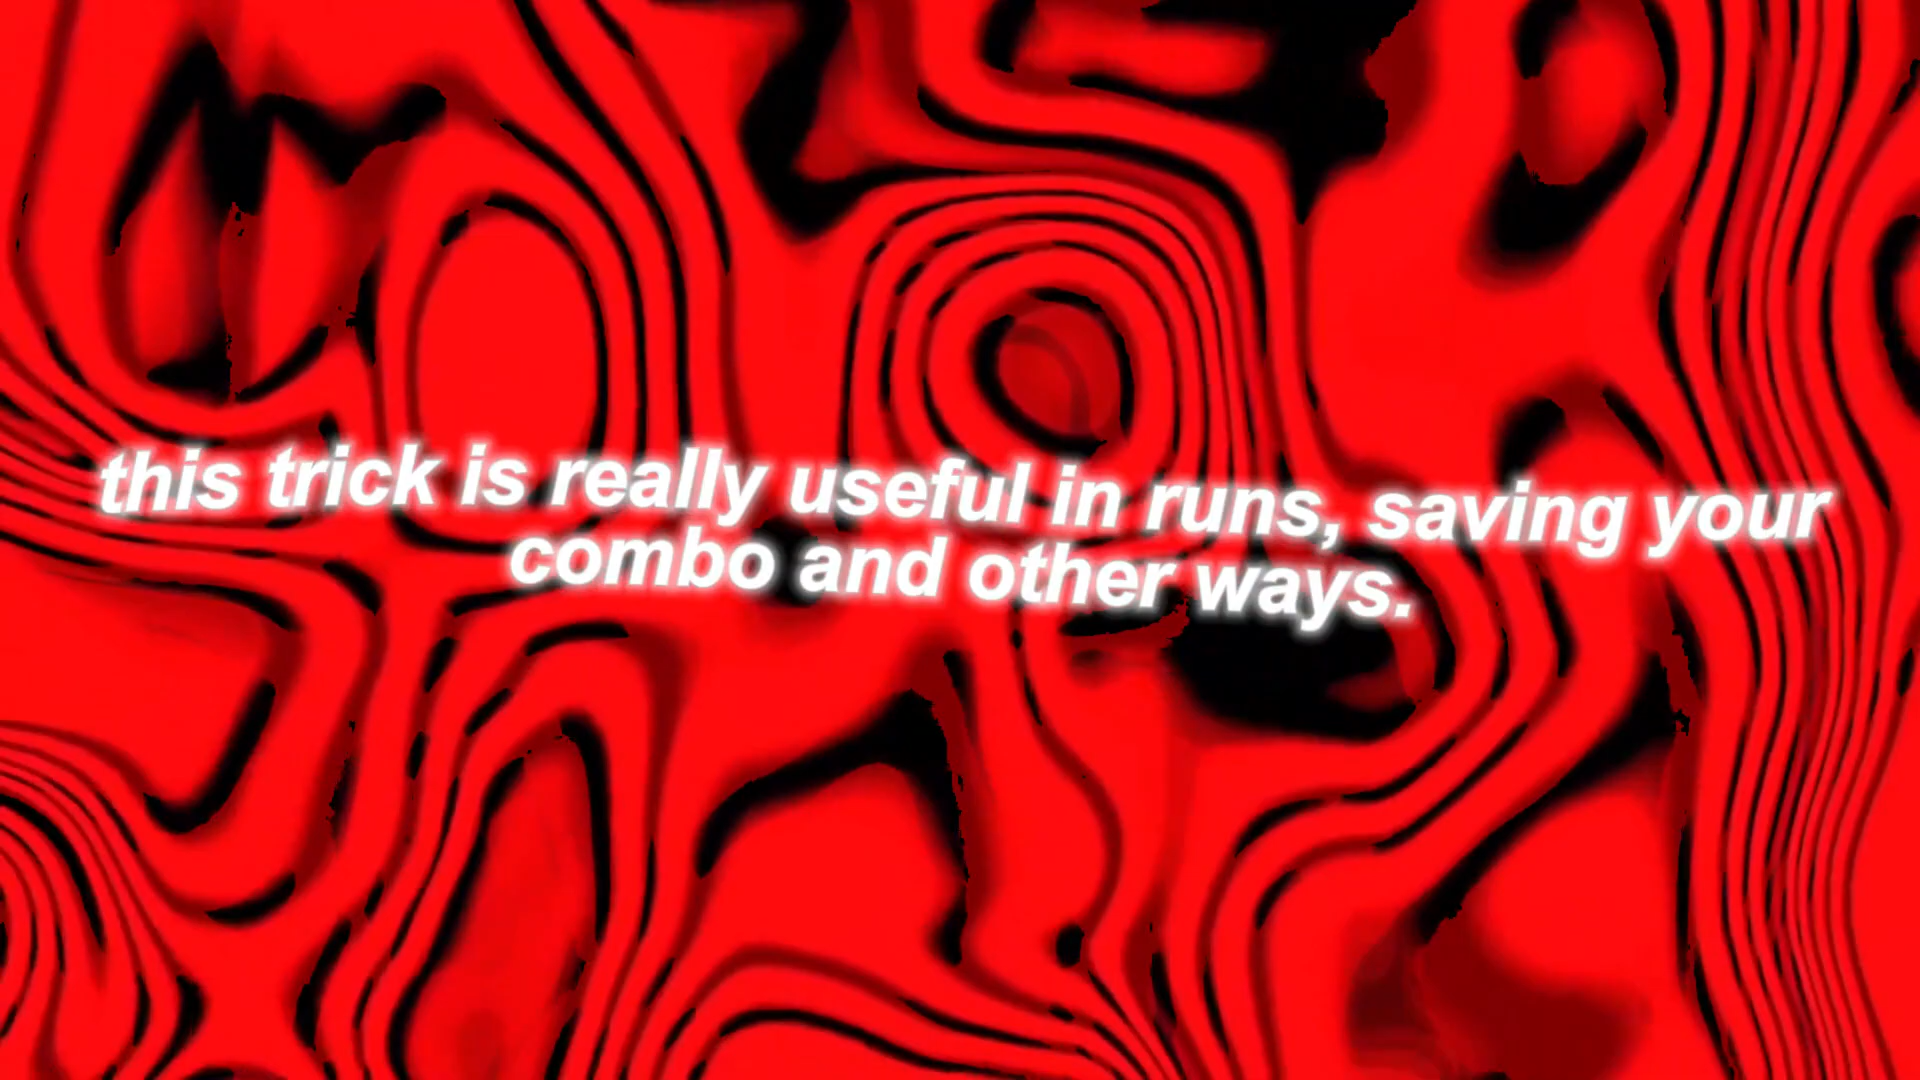 this trick is really useful in runs, saving your
combo and other ways.